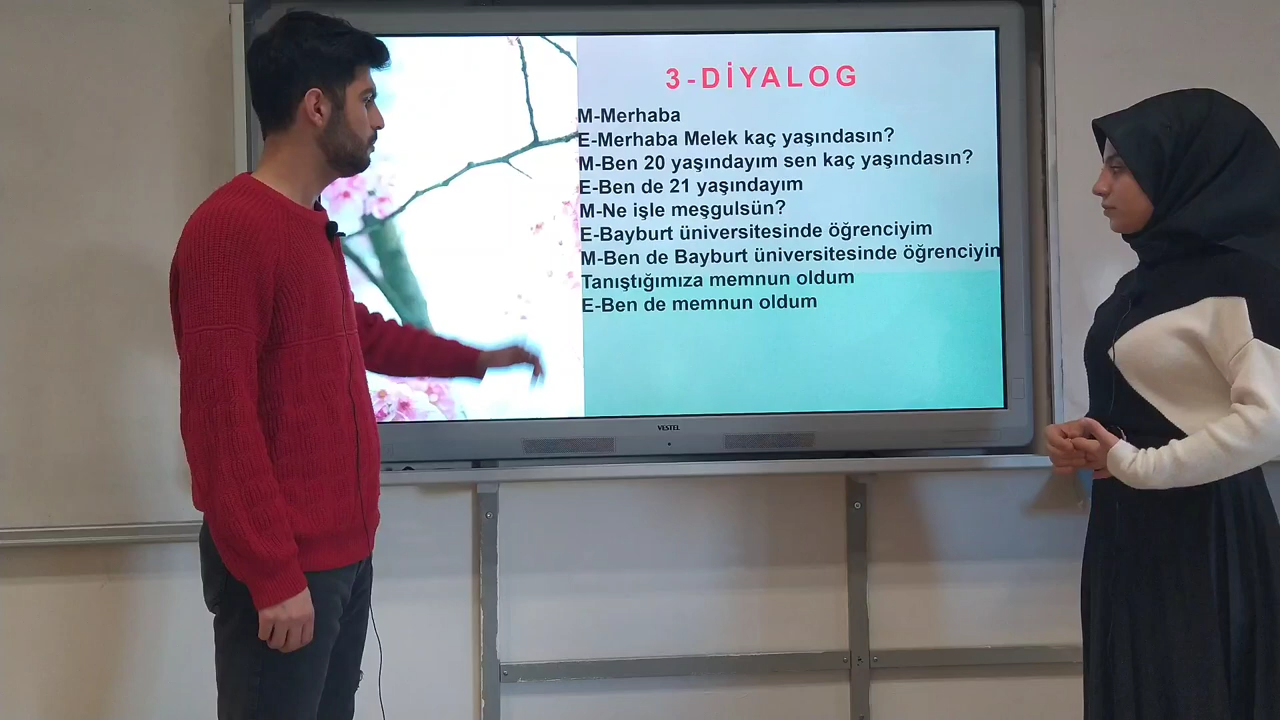 3-DİYALOG
M-Merhaba
E-Merhaba Melek kaç yaşındasın?
M-Ben 20 yaşındayım sen kaç yaşındasın?
E-Ben de 21 yaşındayım
M-Ne işle meşgulsün?
E-Bayburt üniversitesinde öğrenciyim
M-Ben de Bayburt üniversitesinde öğrenciyim
Tanıştığımıza memnun oldum
E-Ben de memnun oldum
VESTEL